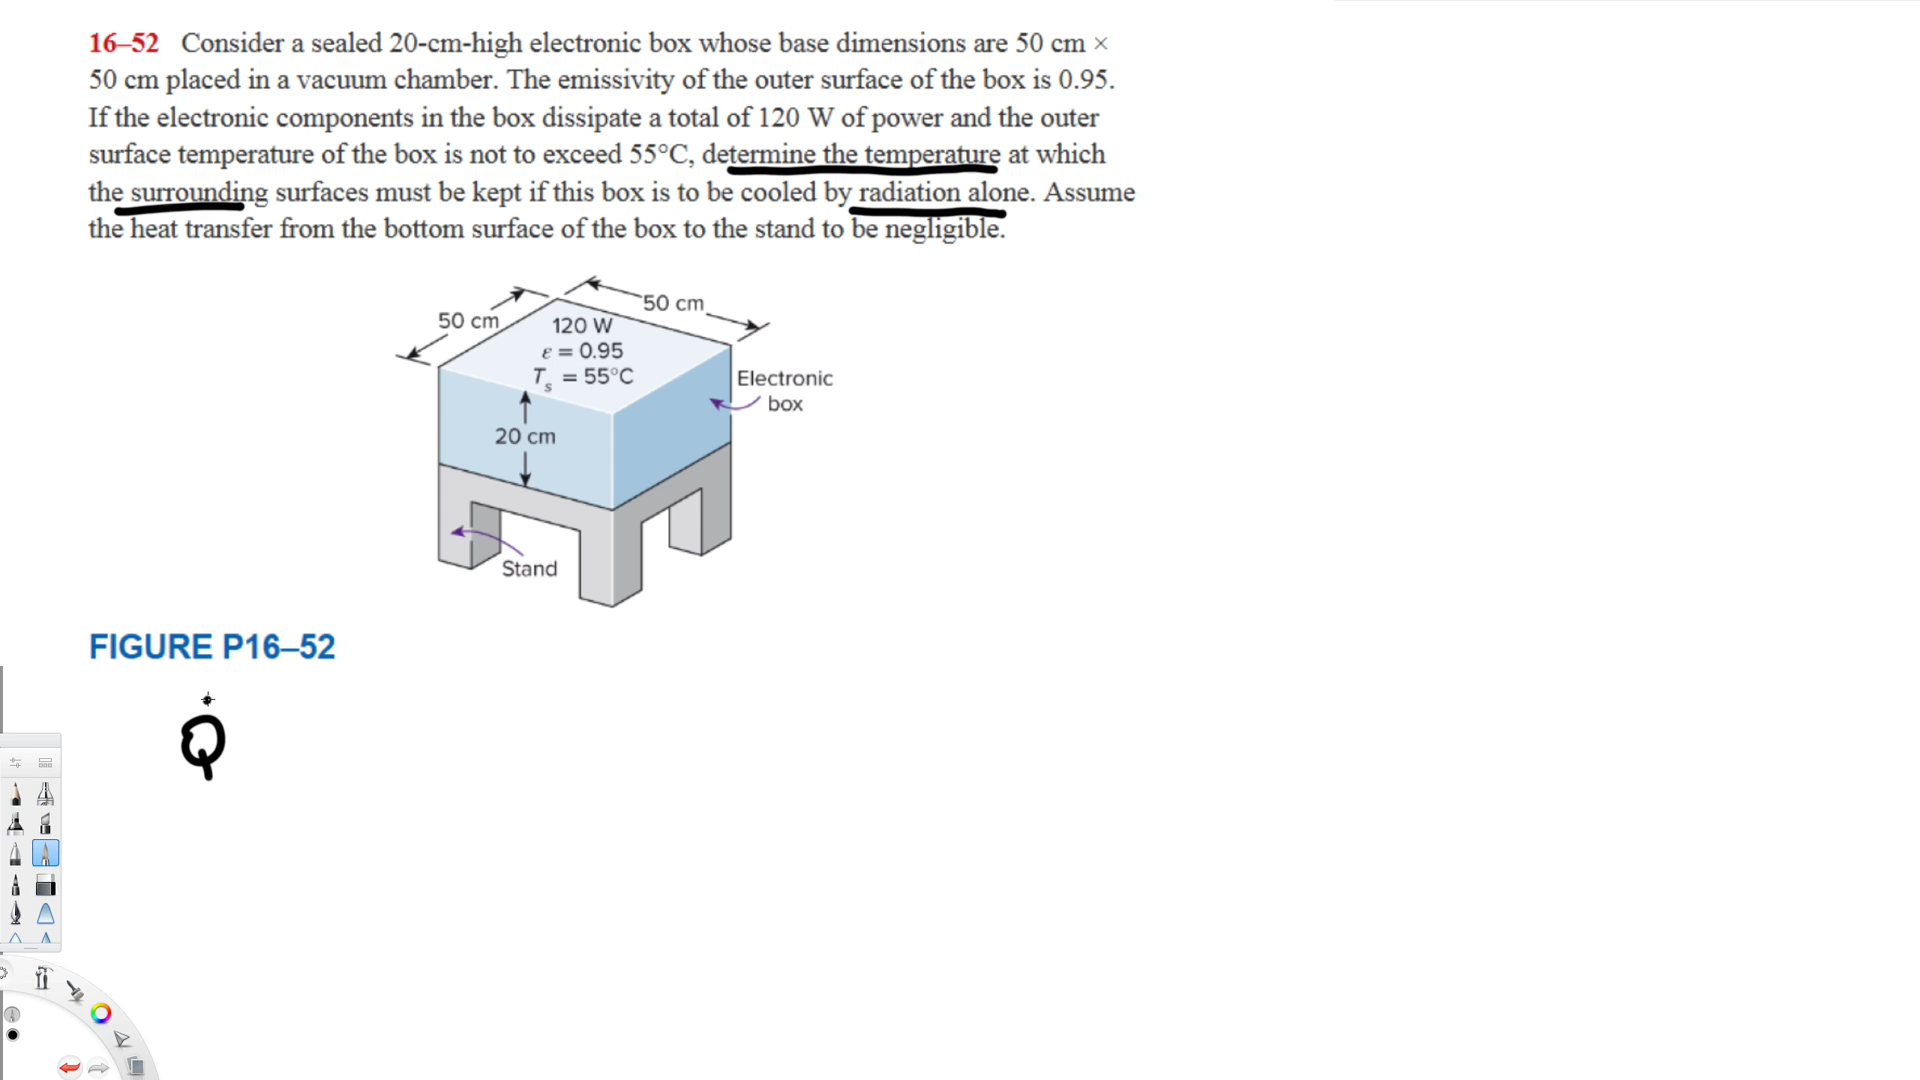 16–52 Consider a sealed 20-cm-high electronic box whose base dimensions are 50 cm ×
50 cm placed in a vacuum chamber. The emissivity of the outer surface of the box is 0.95.
If the electronic components in the box dissipate a total of 120 W of power and the outer
surface temperature of the box is not to exceed 55°C, determine the temperature at which
the surrounding surfaces must be kept if this box is to be cooled by radiation alone. Assume
the heat transfer from the bottom surface of the box to the stand to be negligible.
50 cm
50 cm
120 W
ε = 0.95
Ts = 55°C
Electronic
box
20 cm
Stand
FIGURE P16–52
Q̇